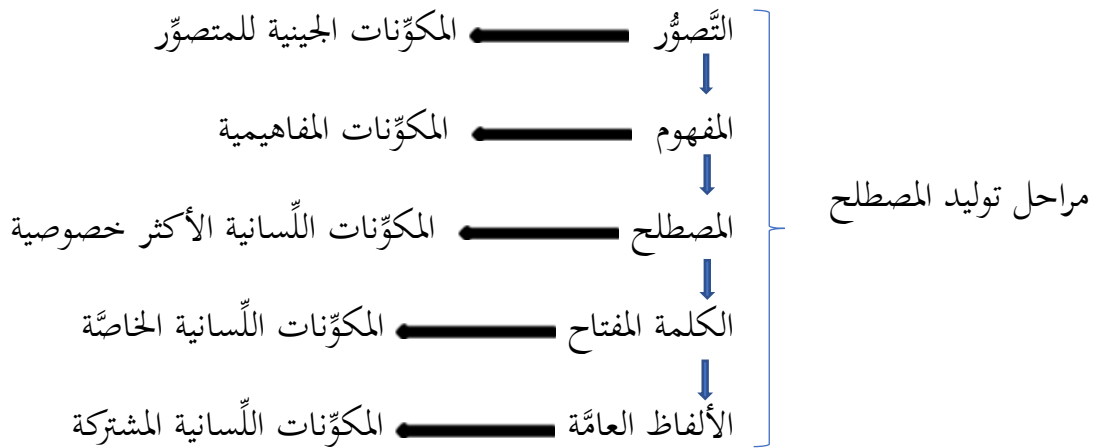 التَّصوُّر المكوِّنات الجينية للمتصوِّر
المفهوم المكوِّنات المفاهيمية
مراحل توليد المصطلح
المصطلح المكوِّنات اللِّسانية الأكثر خصوصية
الكلمة المفتاح المكوِّنات اللِّسانية الخاصَّة
الألفاظ العامَّة المكوِّنات اللِّسانية المشتركة